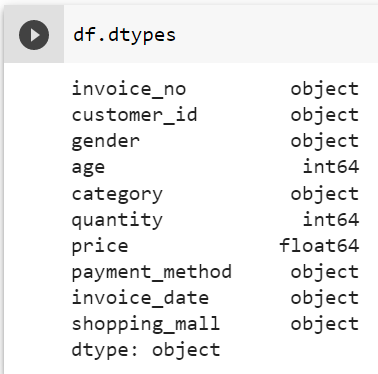 df.dtypes
invoice_no object
customer_id object
gender object
age int64
category object
quantity int64
price float64
payment_method object
invoice_date object
shopping_mall object
dtype: object